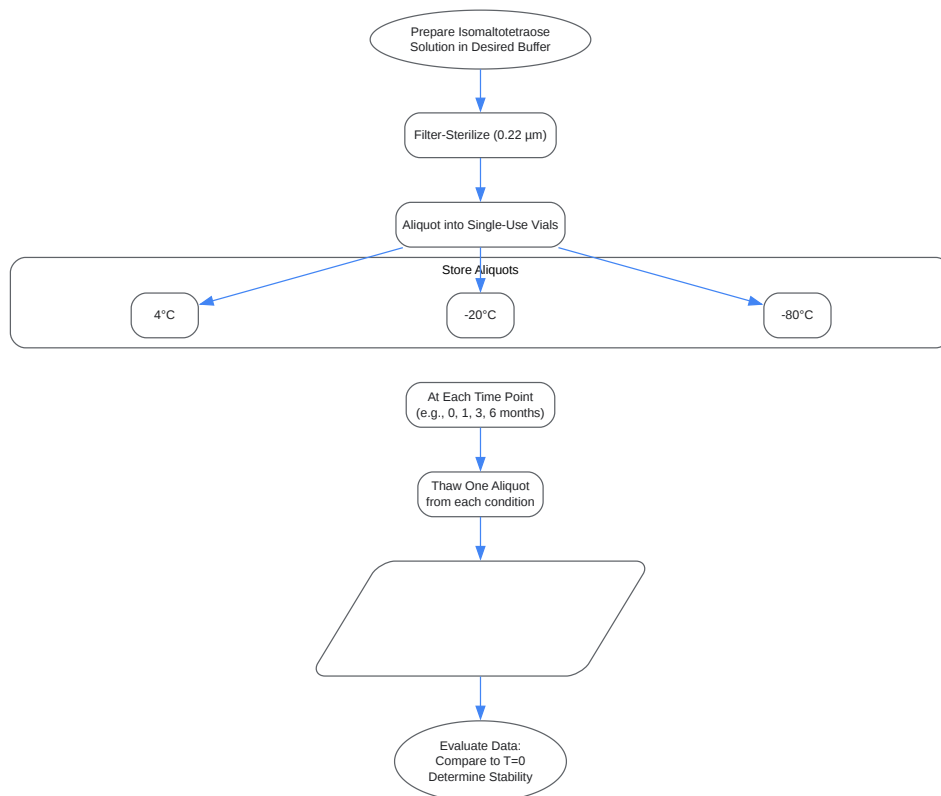 Prepare Isomaltotetraose
Solution in Desired Buffer
Filter-Sterilize (0.22 µm)
Aliquot into Single-Use Vials
Store Aliquots
4°C
-20°C
-80°C
At Each Time Point
(e.g., 0, 1, 3, 6 months)
Thaw One Aliquot
from each condition
Evaluate Data:
Compare to T=0
Determine Stability